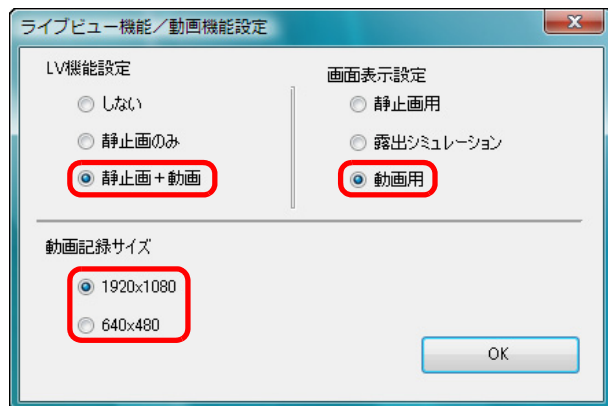 ライブビュー機能／動画機能設定
LV機能設定
しない
静止画のみ
静止画＋動画
画面表示設定
静止画用
露出シミュレーション
動画用
動画記録サイズ
1920x1080
640x480
OK